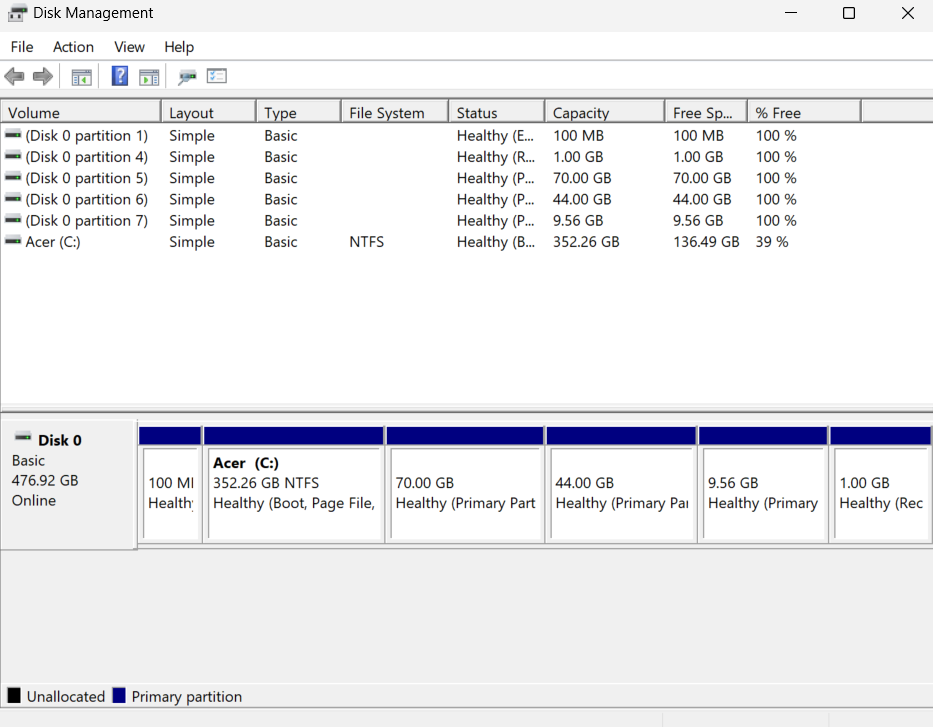 Disk Management
File Action View Help
Volume Layout Type File System Status Capacity Free Sp... % Free
(Disk 0 partition 1) Simple Basic Healthy (E... 100 MB 100 MB 100 %
(Disk 0 partition 4) Simple Basic Healthy (R... 1.00 GB 1.00 GB 100 %
(Disk 0 partition 5) Simple Basic Healthy (P... 70.00 GB 70.00 GB 100 %
(Disk 0 partition 6) Simple Basic Healthy (P... 44.00 GB 44.00 GB 100 %
(Disk 0 partition 7) Simple Basic Healthy (P... 9.56 GB 9.56 GB 100 %
Acer (C:) Simple Basic NTFS Healthy (B... 352.26 GB 136.49 GB 39 %
Disk 0
Basic
476.92 GB
Online
100 MI
Healthy
Acer (C:)
352.26 GB NTFS
Healthy (Boot, Page File,
70.00 GB
Healthy (Primary Part
44.00 GB
Healthy (Primary Par
9.56 GB
Healthy (Primary
1.00 GB
Healthy (Rec
Unallocated Primary partition